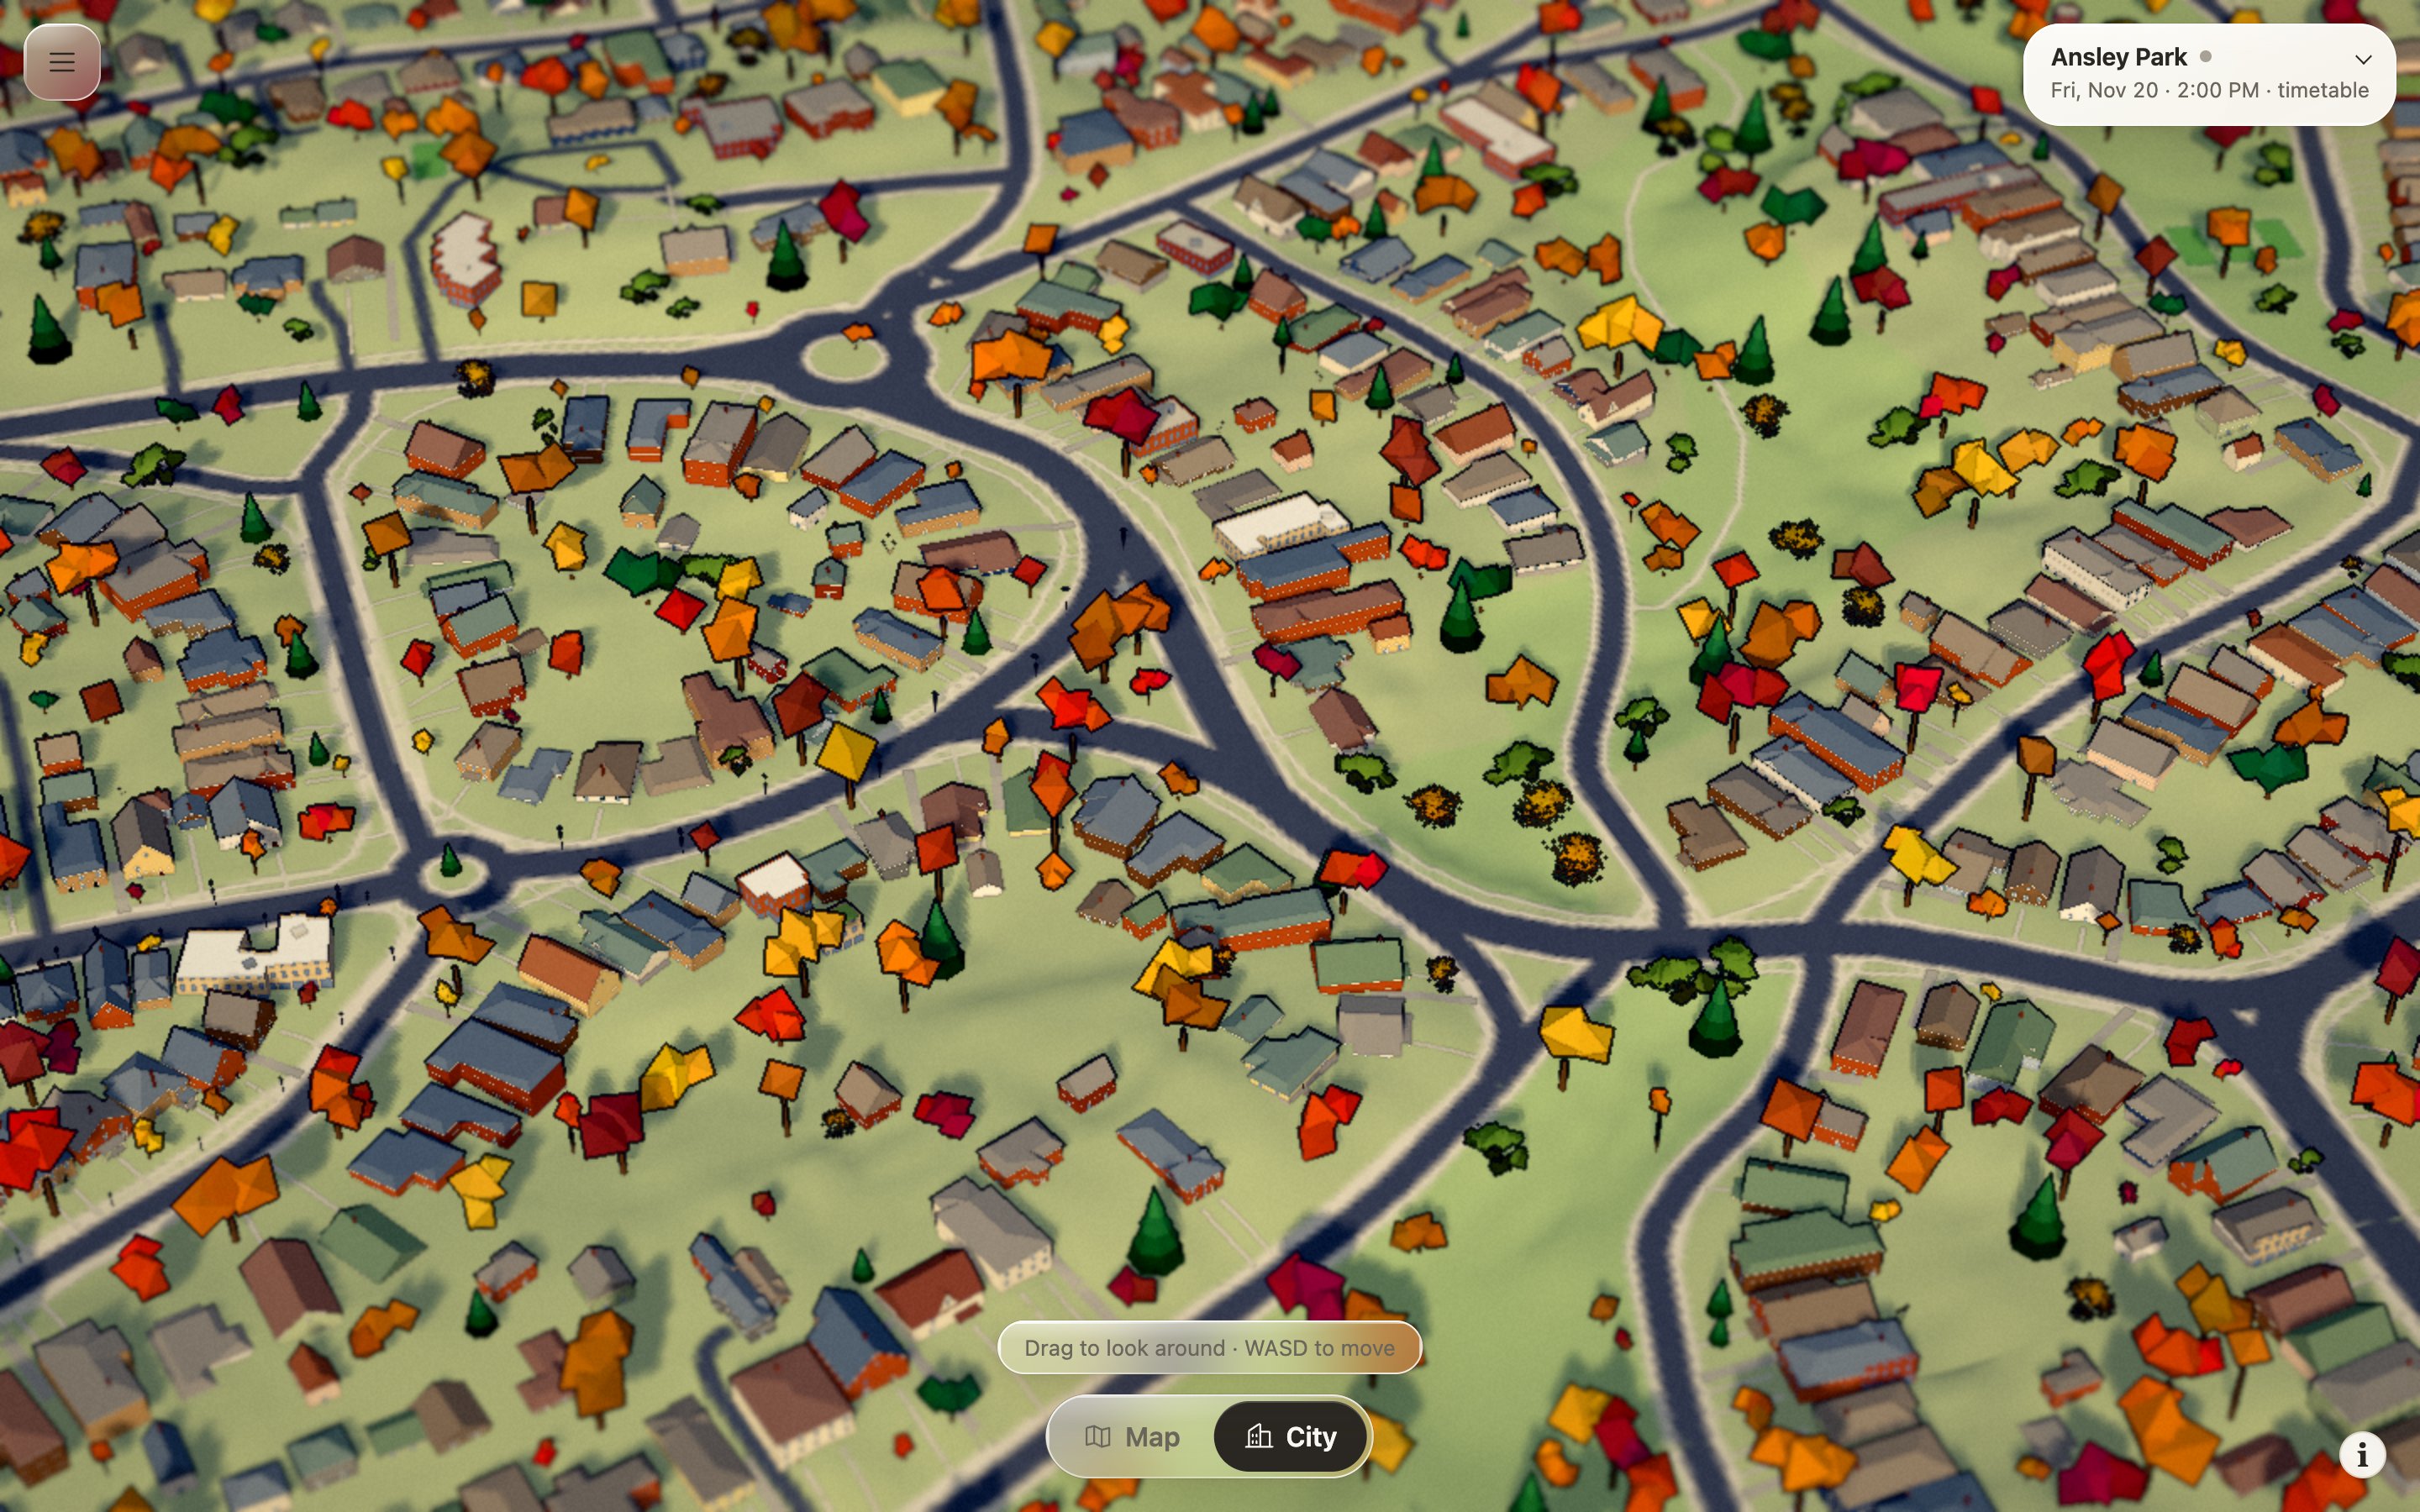 Ansley Park
Fri, Nov 20 · 2:00 PM · timetable
Drag to look around · WASD to move
Map
City
i